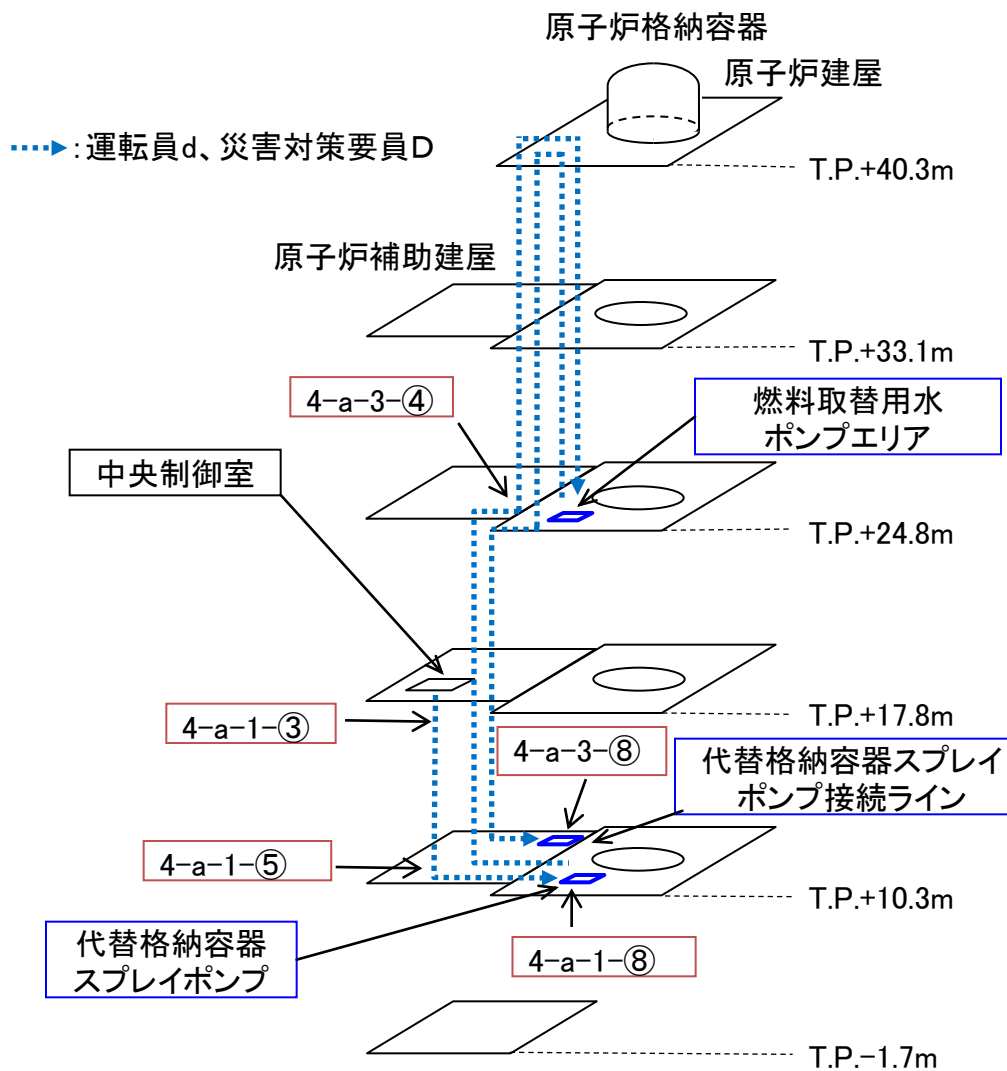 原子炉格納容器
原子炉建屋
:運転員d、災害対策要員D
T.P.+40.3m
原子炉補助建屋
T.P.+33.1m
4-a-3-④
燃料取替用水
ポンプエリア
中央制御室
T.P.+24.8m
4-a-1-③
T.P.+17.8m
4-a-3-⑧
代替格納容器スプレイ
ポンプ接続ライン
4-a-1-⑤
T.P.+10.3m
代替格納容器
スプレイポンプ
4-a-1-⑧
T.P.-1.7m